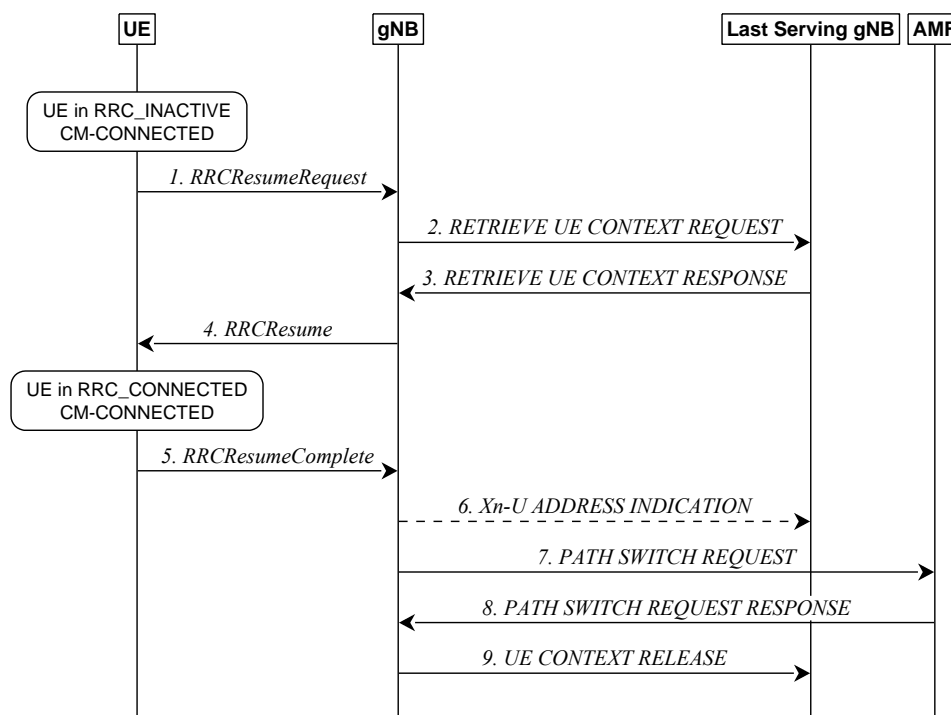 UE
gNB
Last Serving gNB
AMF
UE in RRC_INACTIVE
CM-CONNECTED
1. RRCResumeRequest
2. RETRIEVE UE CONTEXT REQUEST
3. RETRIEVE UE CONTEXT RESPONSE
4. RRCResume
UE in RRC_CONNECTED
CM-CONNECTED
5. RRCResumeComplete
6. Xn-U ADDRESS INDICATION
7. PATH SWITCH REQUEST
8. PATH SWITCH REQUEST RESPONSE
9. UE CONTEXT RELEASE